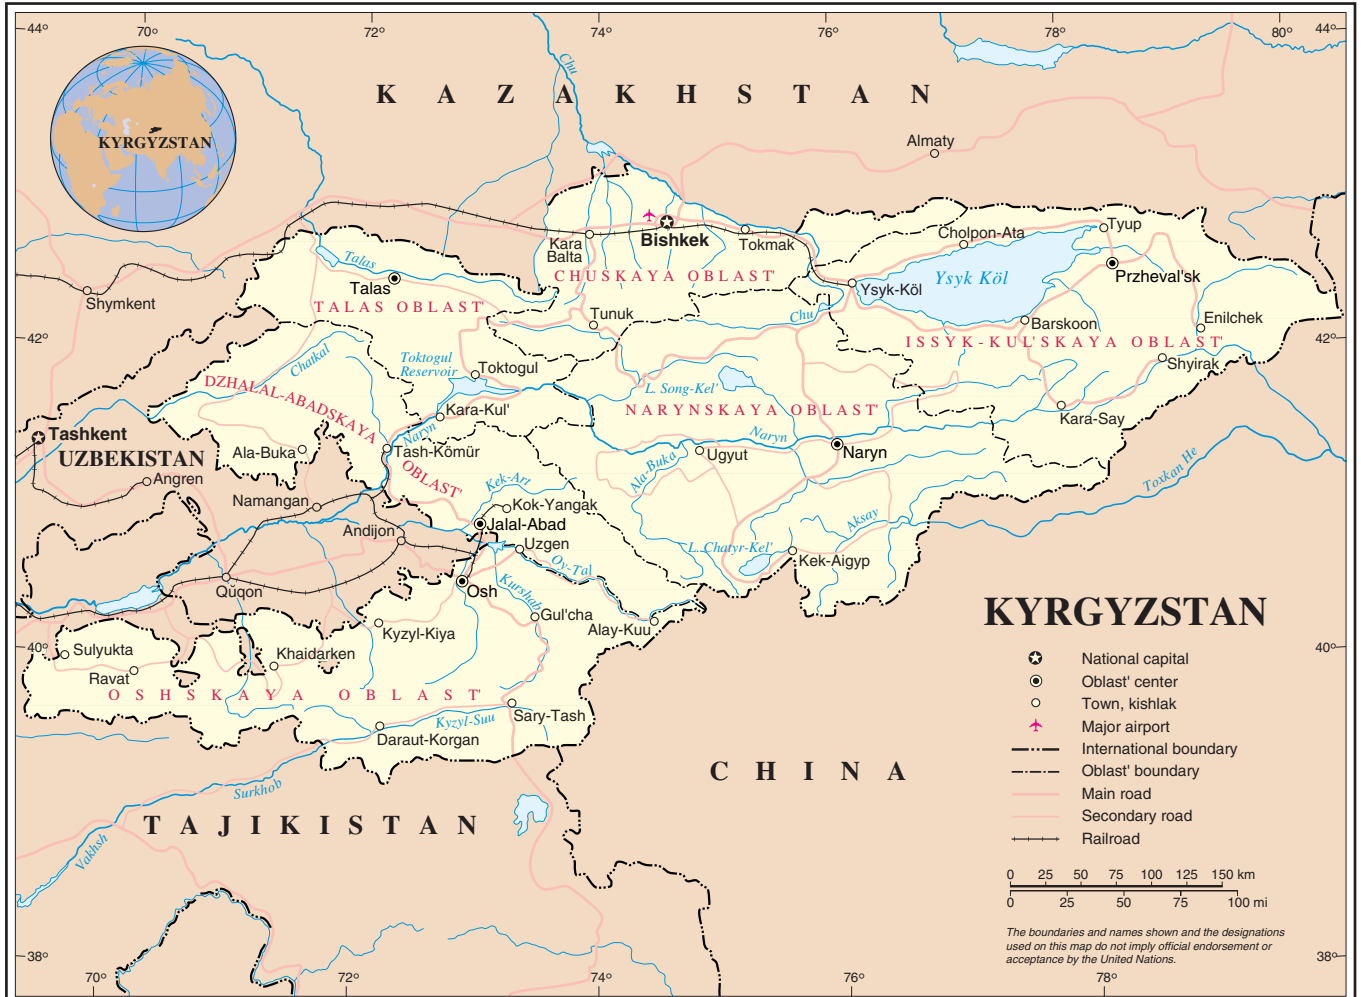 44°
70°
72°
74°
76°
78°
80°
44°
KAZAKHSTAN
Chu
Almaty
KYRGYZSTAN
Bishkek
Kara
Balta
Tokmak
Cholpon-Ata
Tyup
Talas
Talas
CHUSKAYA OBLAST'
Ysyk Köl
Przheval'sk
Ysyk-Köl
Shymkent
TALAS OBLAST'
Tunuk
Chu
Barskoon
Enilchek
42°
42°
ISSYK-KUL'SKAYA OBLAST'
Chatkal
Toktogul
Reservoir
Toktogul
Shyirak
DZHALAL-ABADSKAYA
OBLAST'
L. Song-Kel'
Kara-Kul'
NARYNSKAYA OBLAST'
Kara-Say
Tashkent
Naryn
Naryn
UZBEKISTAN
Ala-Buka
Tash-Kömür
Ugyut
Naryn
Toxkan He
Angren
Ala-Buka
Kek-Art
Namangan
Kok-Yangak
Jalal-Abad
Aksay
Andijon
Uzgen
L. Chatyr-Kel'
Kek-Aigyp
Oy-Tal
Qŭqon
Osh
Kurshab
Gul'cha
Alay-Kuu
KYRGYZSTAN
Kyzyl-Kiya
40°
40°
Sulyukta
Khaidarken
Ravat
OSHSKAYA OBLAST'
Sary-Tash
Kyzyl-Suu
Daraut-Korgan
CHINA
Surkhob
TAJIKISTAN
Vakhsh
National capital
Oblast' center
Town, kishlak
Major airport
International boundary
Oblast' boundary
Main road
Secondary road
Railroad
0 25 50 75 100 125 150 km
0 25 50 75 100 mi
The boundaries and names shown and the designations
used on this map do not imply official endorsement or
acceptance by the United Nations.
38°
38°
70°
72°
74°
76°
78°